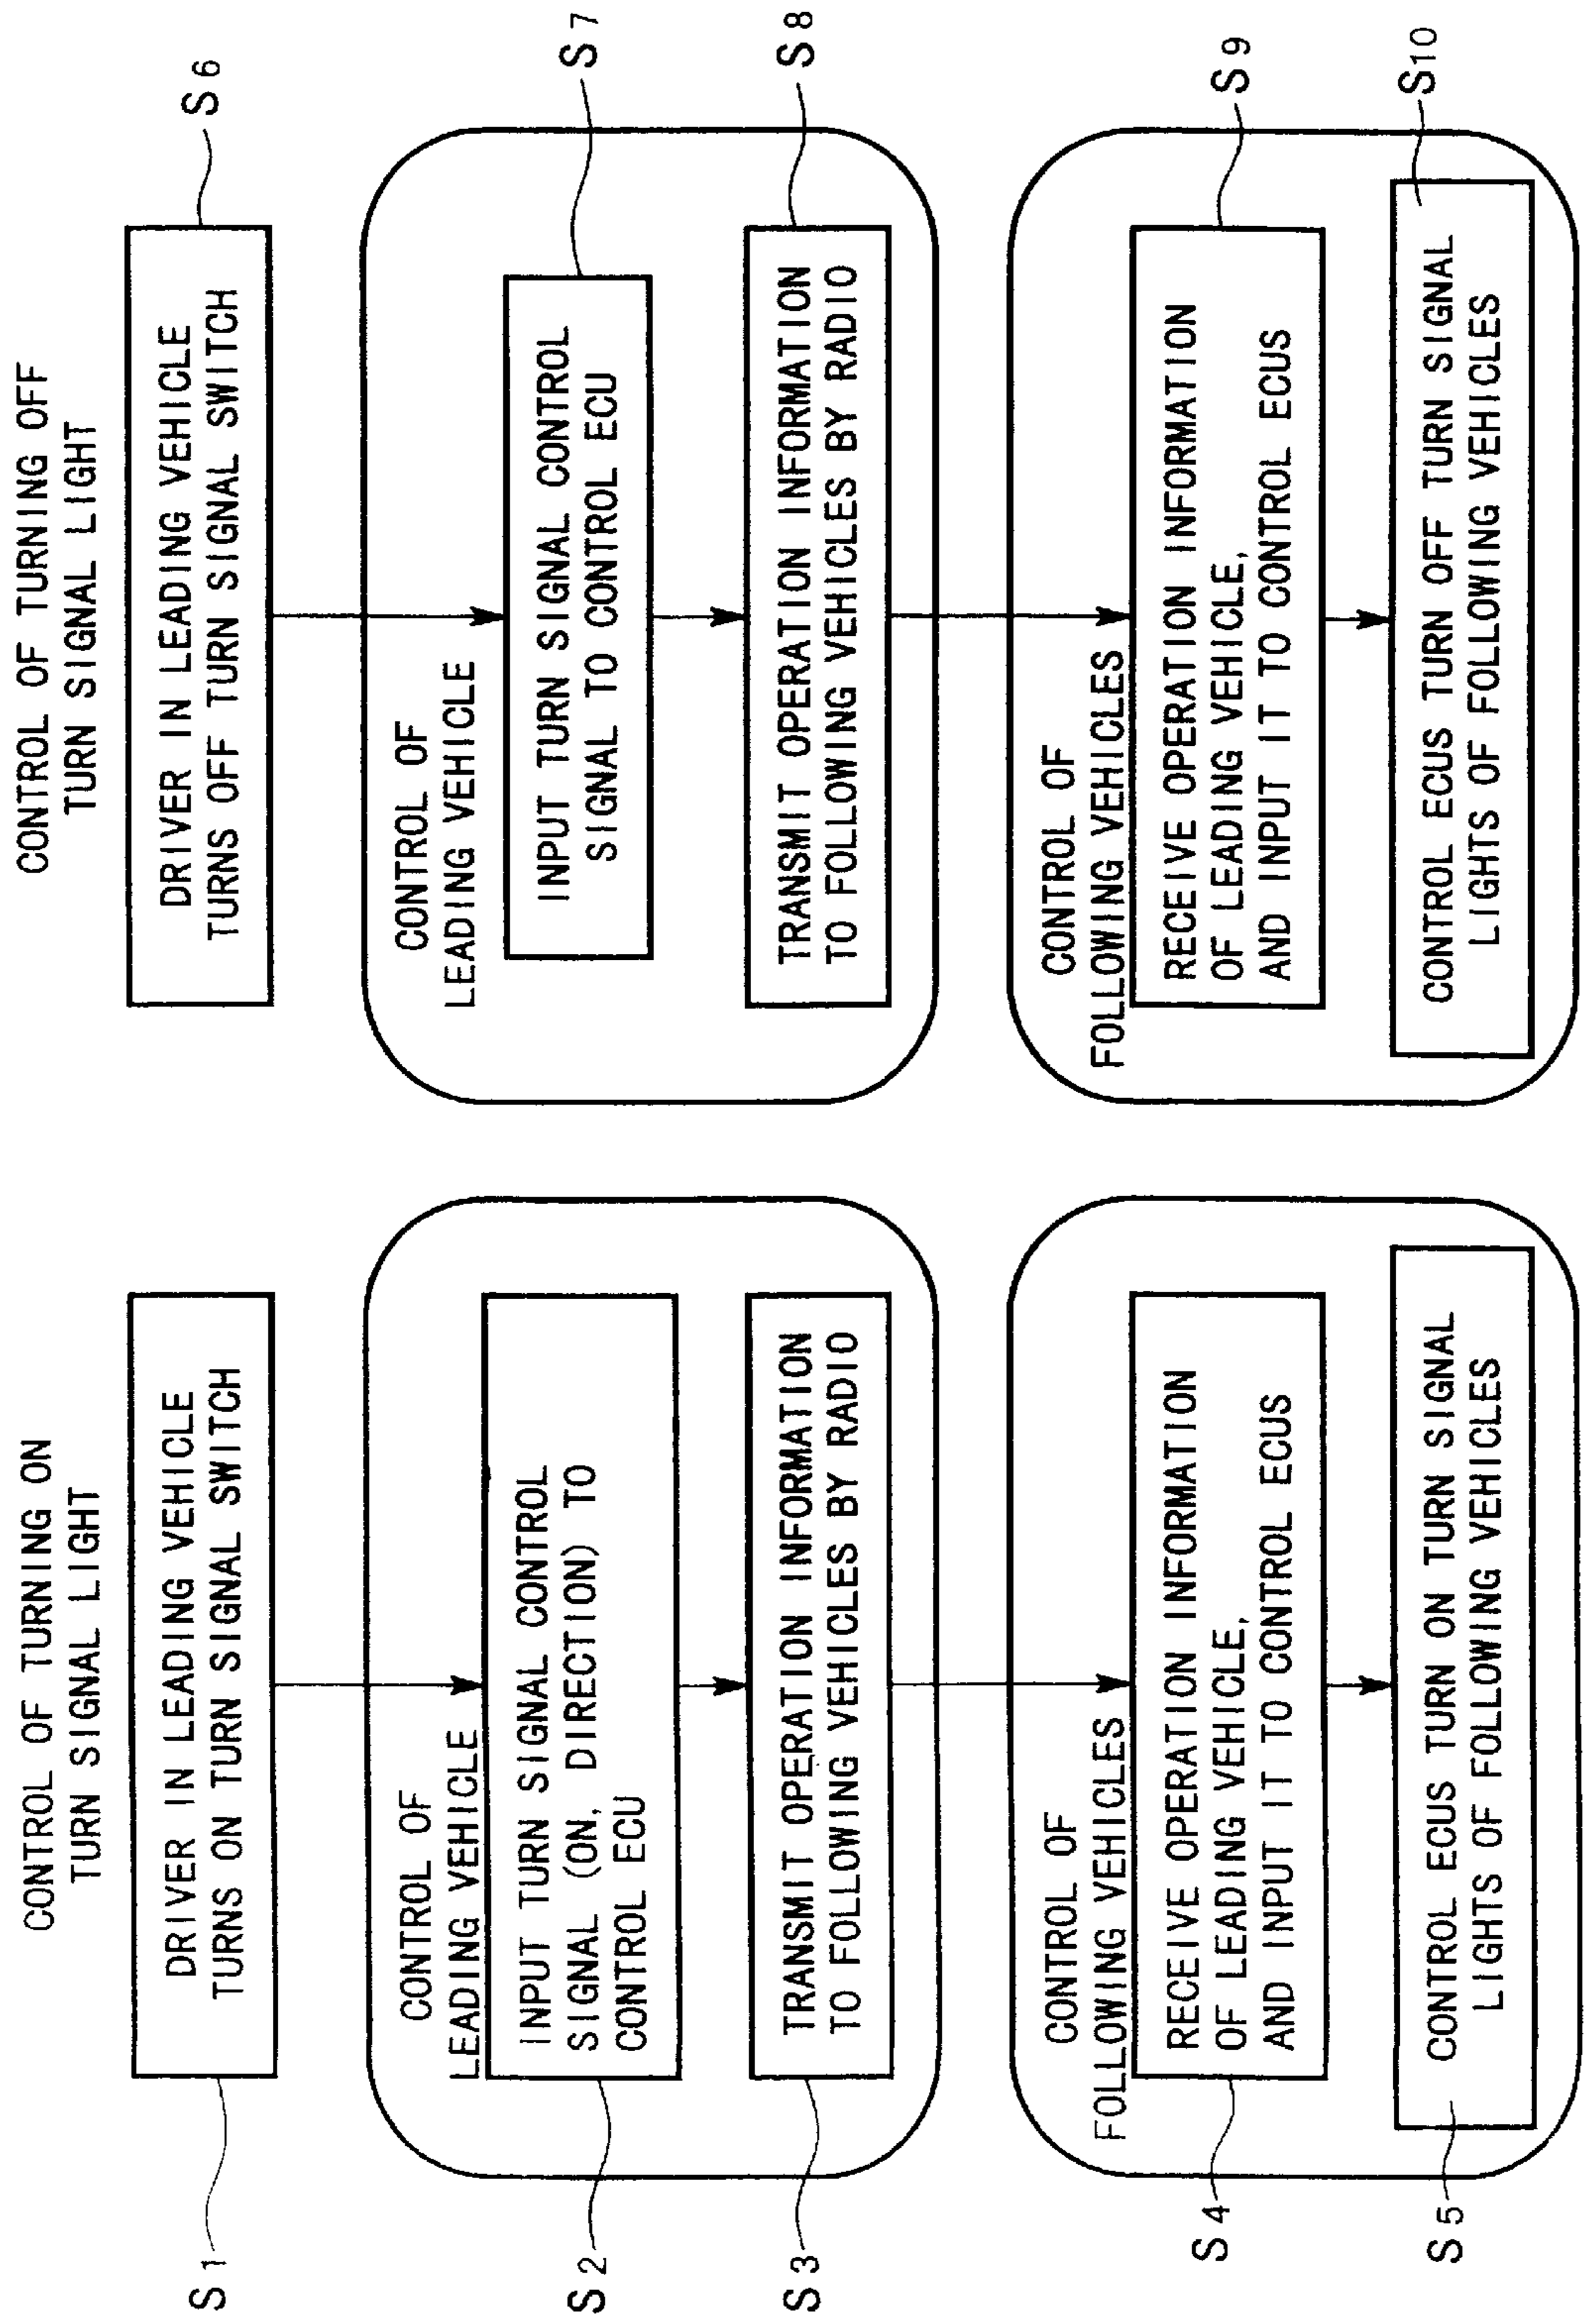 CONTROL OF TURNING ON
TURN SIGNAL LIGHT
DRIVER IN LEADING VEHICLE
TURNS ON TURN SIGNAL SWITCH
S1
CONTROL OF
LEADING VEHICLE
INPUT TURN SIGNAL CONTROL
SIGNAL (ON, DIRECTION) TO
CONTROL ECU
S2
TRANSMIT OPERATION INFORMATION
TO FOLLOWING VEHICLES BY RADIO
S3
CONTROL OF
FOLLOWING VEHICLES
RECEIVE OPERATION INFORMATION
OF LEADING VEHICLE,
AND INPUT IT TO CONTROL ECUS
S4
CONTROL ECUS TURN ON TURN SIGNAL
LIGHTS OF FOLLOWING VEHICLES
S5
CONTROL OF TURNING OFF
TURN SIGNAL LIGHT
DRIVER IN LEADING VEHICLE
TURNS OFF TURN SIGNAL SWITCH
S6
CONTROL OF
LEADING VEHICLE
INPUT TURN SIGNAL CONTROL
SIGNAL TO CONTROL ECU
S7
TRANSMIT OPERATION INFORMATION
TO FOLLOWING VEHICLES BY RADIO
S8
CONTROL OF
FOLLOWING VEHICLES
RECEIVE OPERATION INFORMATION
OF LEADING VEHICLE,
AND INPUT IT TO CONTROL ECUS
S9
CONTROL ECUS TURN OFF TURN SIGNAL
LIGHTS OF FOLLOWING VEHICLES
S10